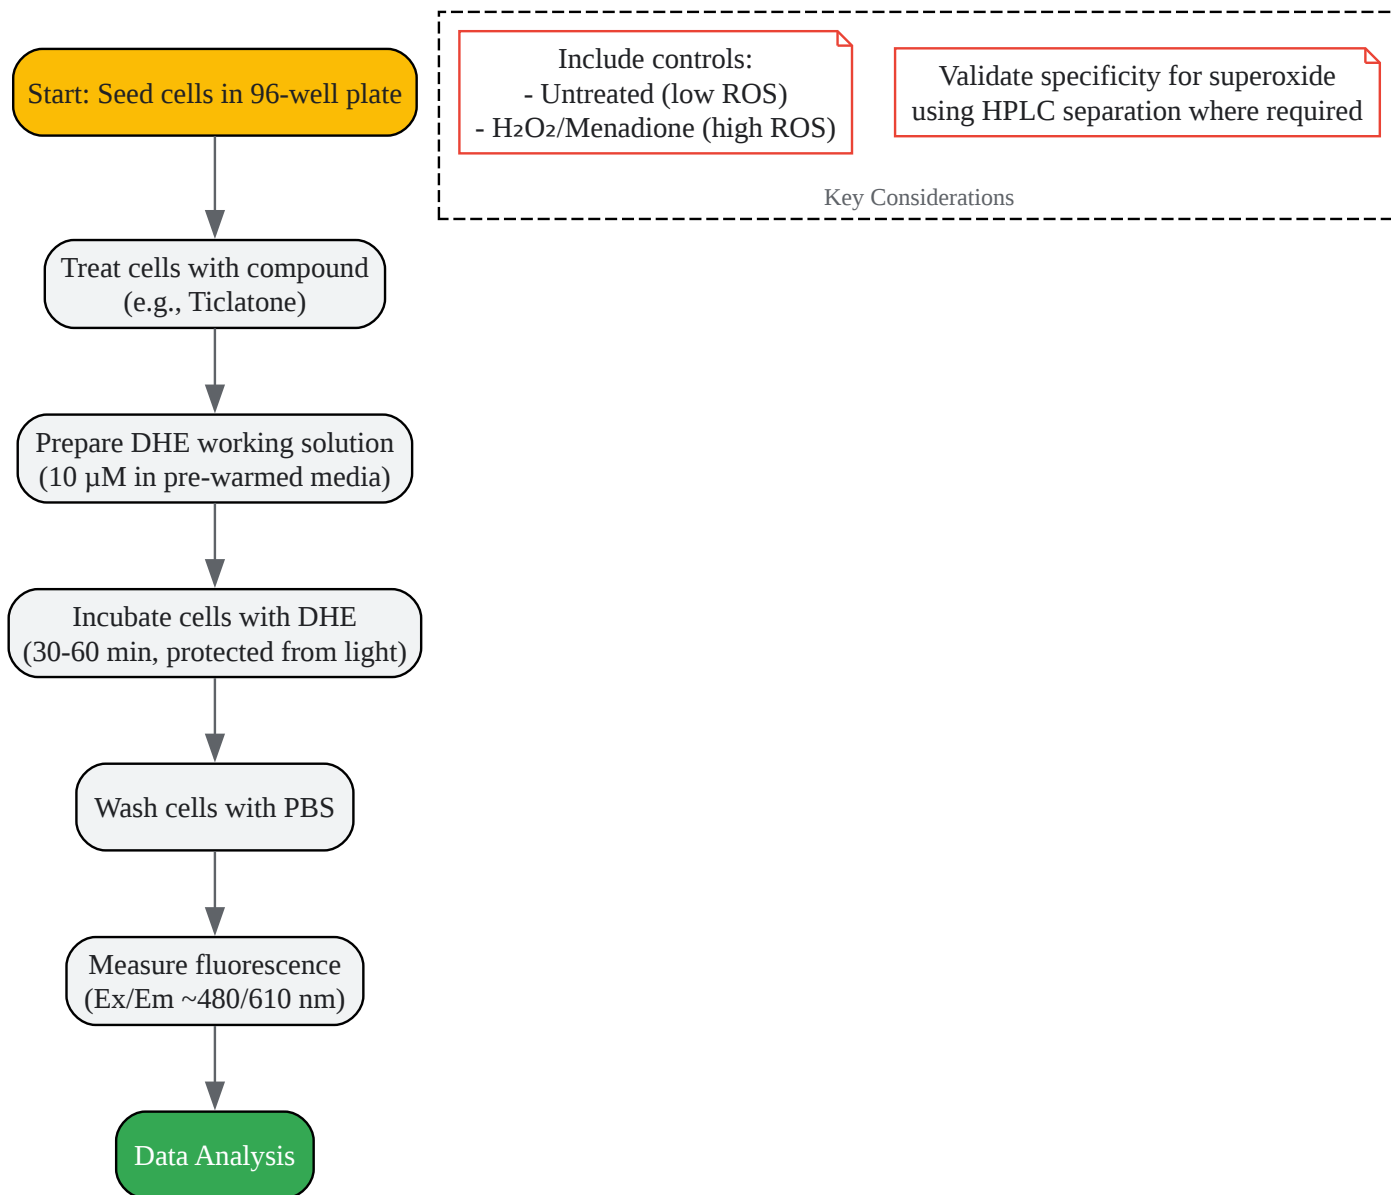 Start: Seed cells in 96-well plate
Treat cells with compound
(e.g., Ticlatone)
Prepare DHE working solution
(10 µM in pre-warmed media)
Incubate cells with DHE
(30-60 min, protected from light)
Wash cells with PBS
Measure fluorescence
(Ex/Em ~480/610 nm)
Data Analysis
Include controls:
- Untreated (low ROS)
- H₂O₂/Menadione (high ROS)
Validate specificity for superoxide
using HPLC separation where required
Key Considerations